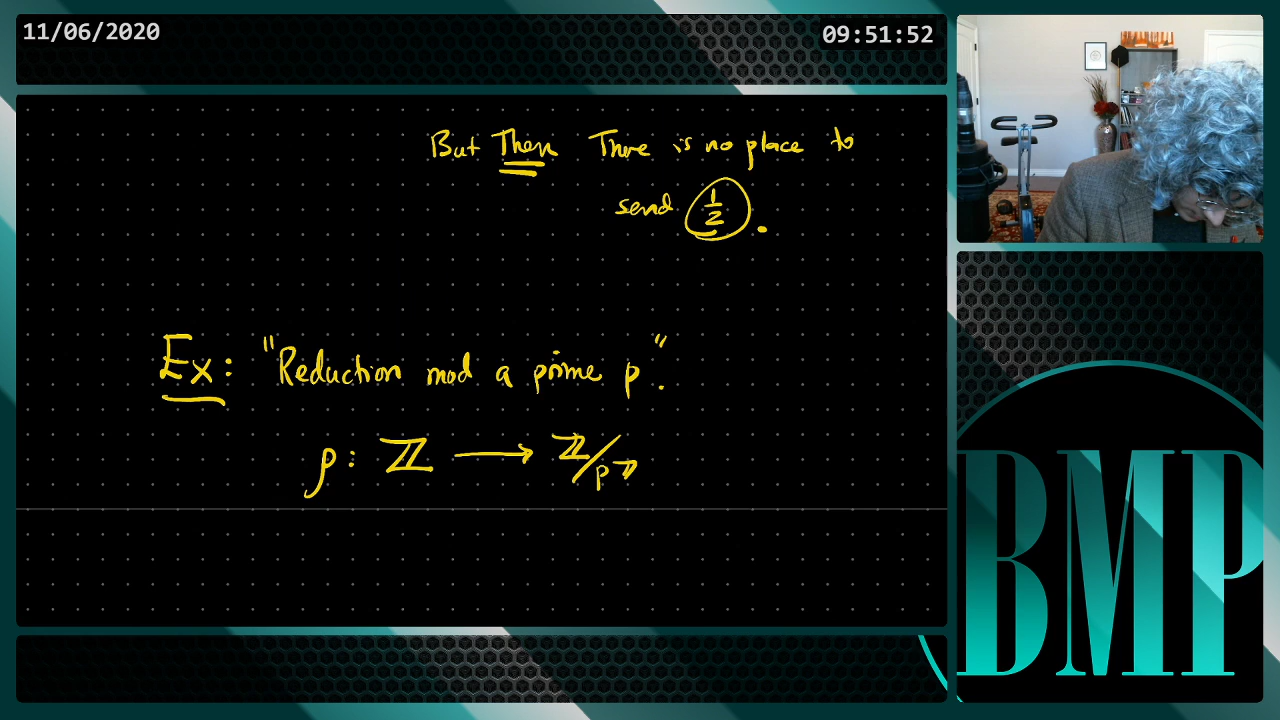 11/06/2020
09:51:52
But Then There is no place to
send 1/2.
Ex: "Reduction mod a prime p".
ρ: ℤ ⟶ ℤ/pℤ
BMP